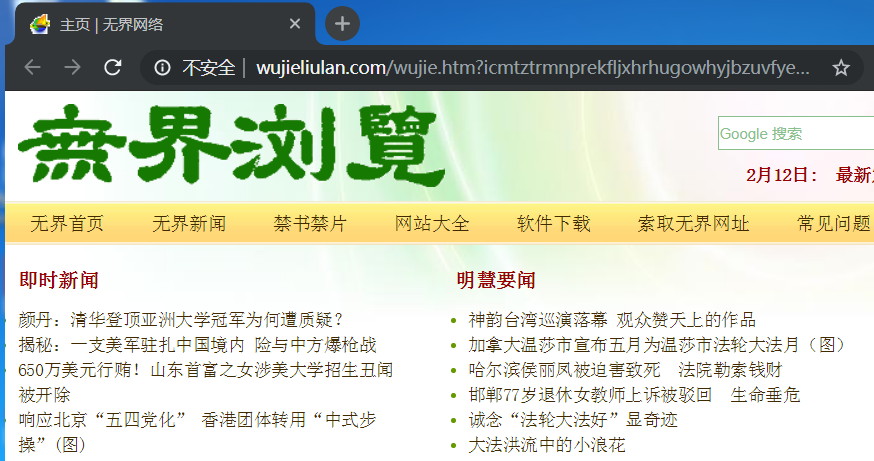 主页 | 无界网络
不安全 | wujieliulan.com/wujie.htm?icmtztrmnprekfljxhrhugowhyjbzuvfye...
無界浏覽
Google 搜索
2月12日： 最新
无界首页 无界新闻 禁书禁片 网站大全 软件下载 索取无界网址 常见问题
即时新闻
颜丹：清华登顶亚洲大学冠军为何遭质疑？
揭秘：一支美军驻扎中国境内 险与中方爆枪战
650万美元行贿！山东首富之女涉美大学招生丑闻
被开除
响应北京“五四党化” 香港团体转用“中式步
操”(图)
明慧要闻
神韵台湾巡演落幕 观众赞天上的作品
加拿大温莎市宣布五月为温莎市法轮大法月（图）
哈尔滨侯丽凤被迫害致死 法院勒索钱财
邯郸77岁退休女教师上诉被驳回 生命垂危
诚念“法轮大法好”显奇迹
大法洪流中的小浪花